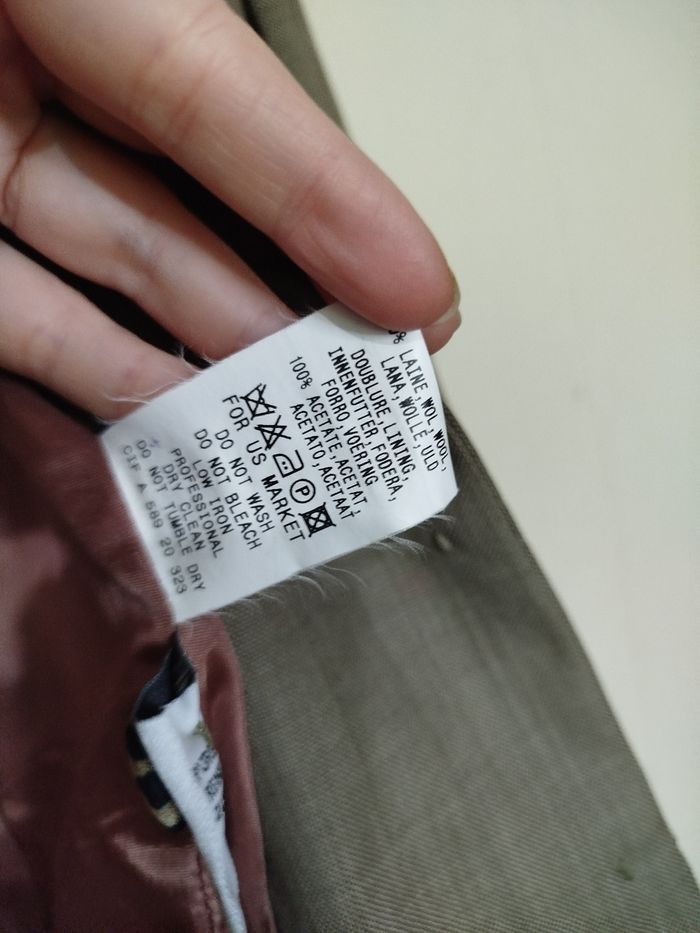 % LAINE,WOL,WOOL,
LANA,WOLLE,ULD
DOUBLURE,LINING,
INNENFUTTER,FODERA,
FORRO,VOERING
100% ACETATE,ACETAT,
ACETATO,ACETAAT
P
FOR US MARKET
DO NOT WASH
DO NOT BLEACH
LOW IRON
PROFESSIONAL
DRY CLEAN
DO NOT TUMBLE DRY
CIF A 589 20 323